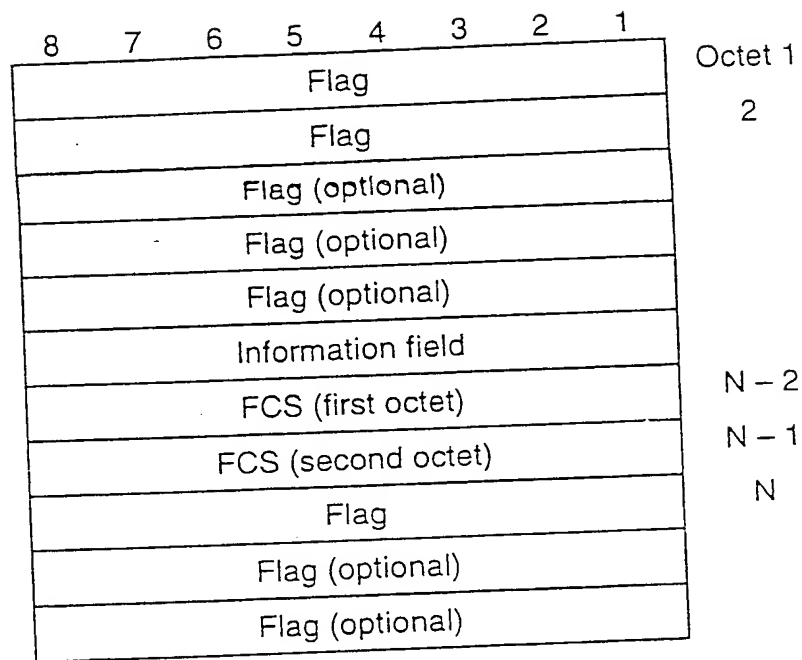 8 7 6 5 4 3 2 1
Flag Octet 1
Flag 2
Flag (optional)
Flag (optional)
Flag (optional)
Information field
FCS (first octet) N – 2
FCS (second octet) N – 1
Flag N
Flag (optional)
Flag (optional)